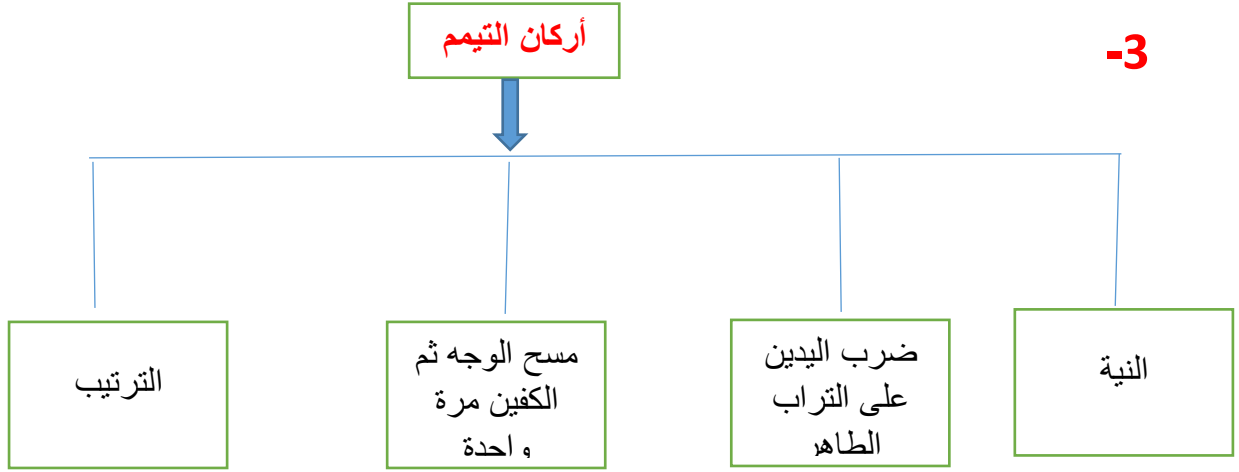 أركان التيمم
3-
النية
ضرب اليدين
على التراب
الطاهر
مسح الوجه ثم
الكفين مرة
واحدة
الترتيب